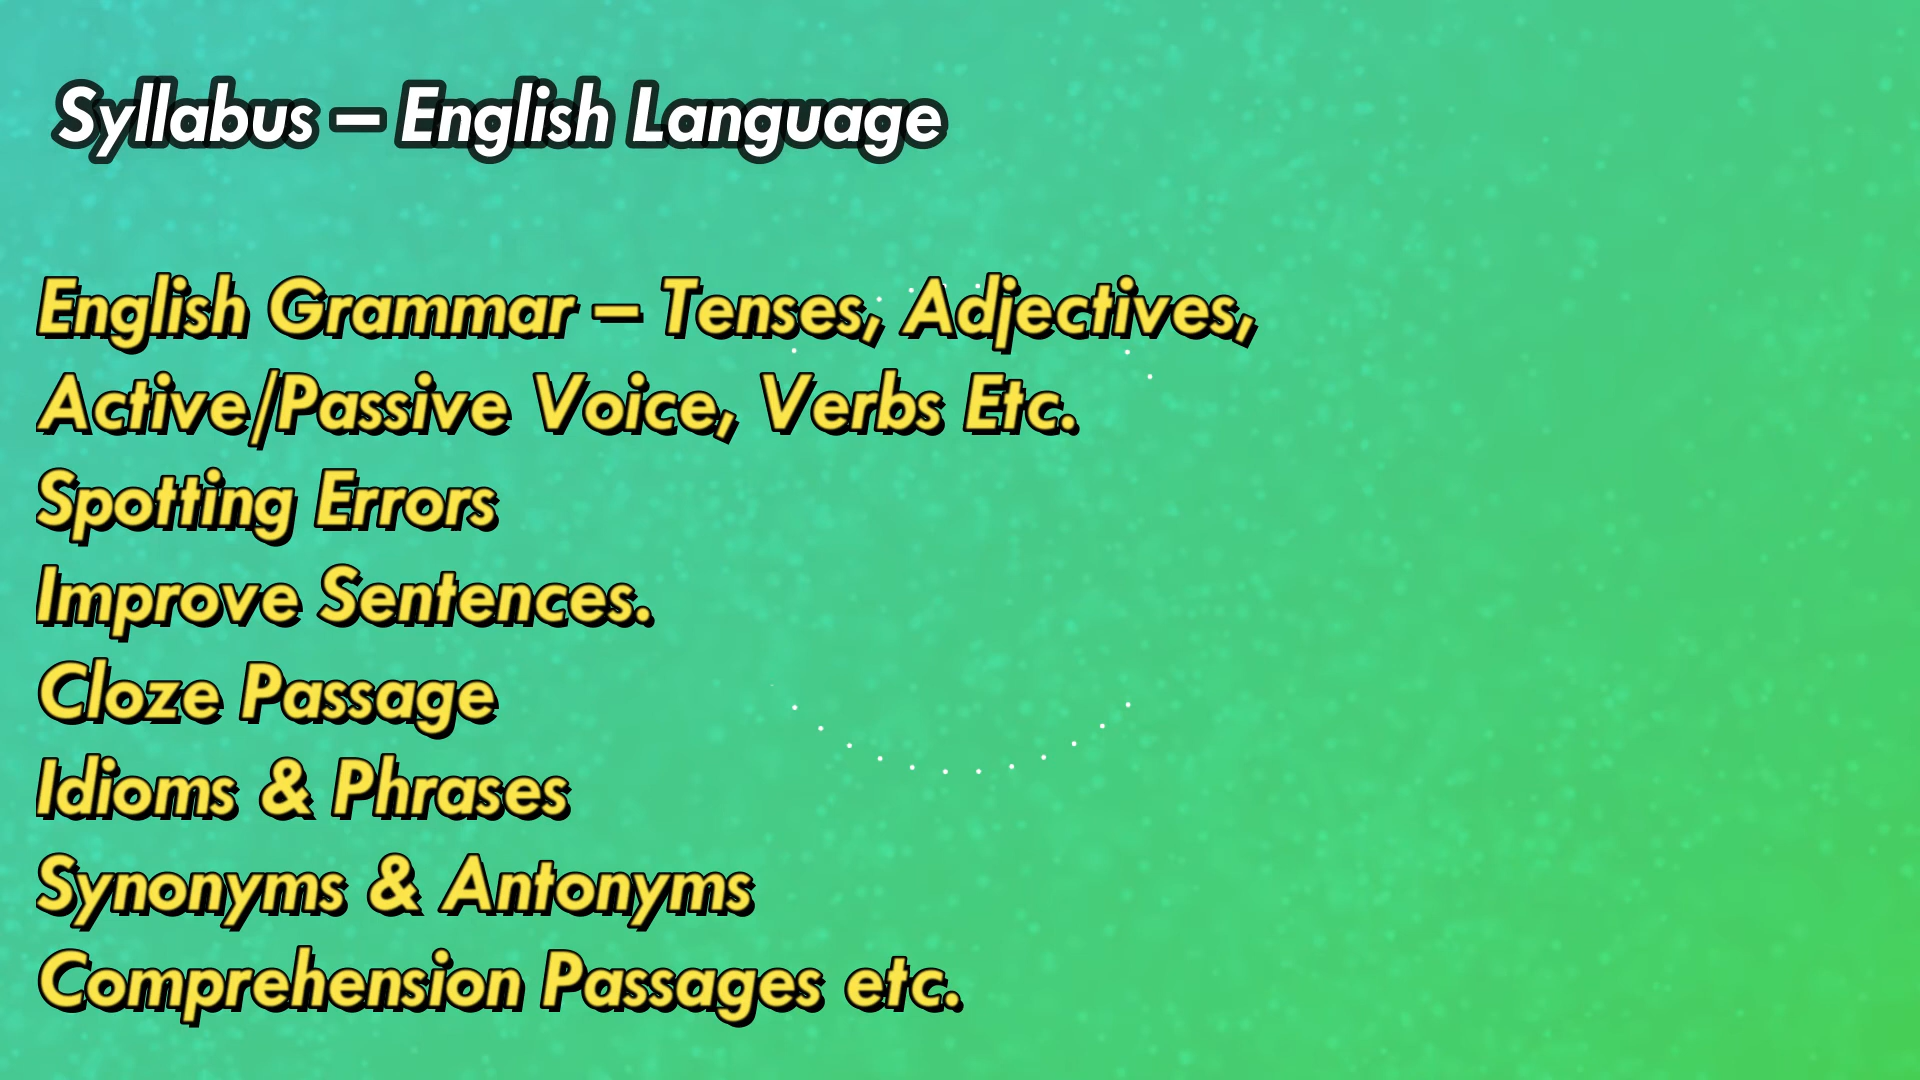 Syllabus – English Language
English Grammar – Tenses, Adjectives,
Active/Passive Voice, Verbs Etc.
Spotting Errors
Improve Sentences.
Cloze Passage
Idioms & Phrases
Synonyms & Antonyms
Comprehension Passages etc.